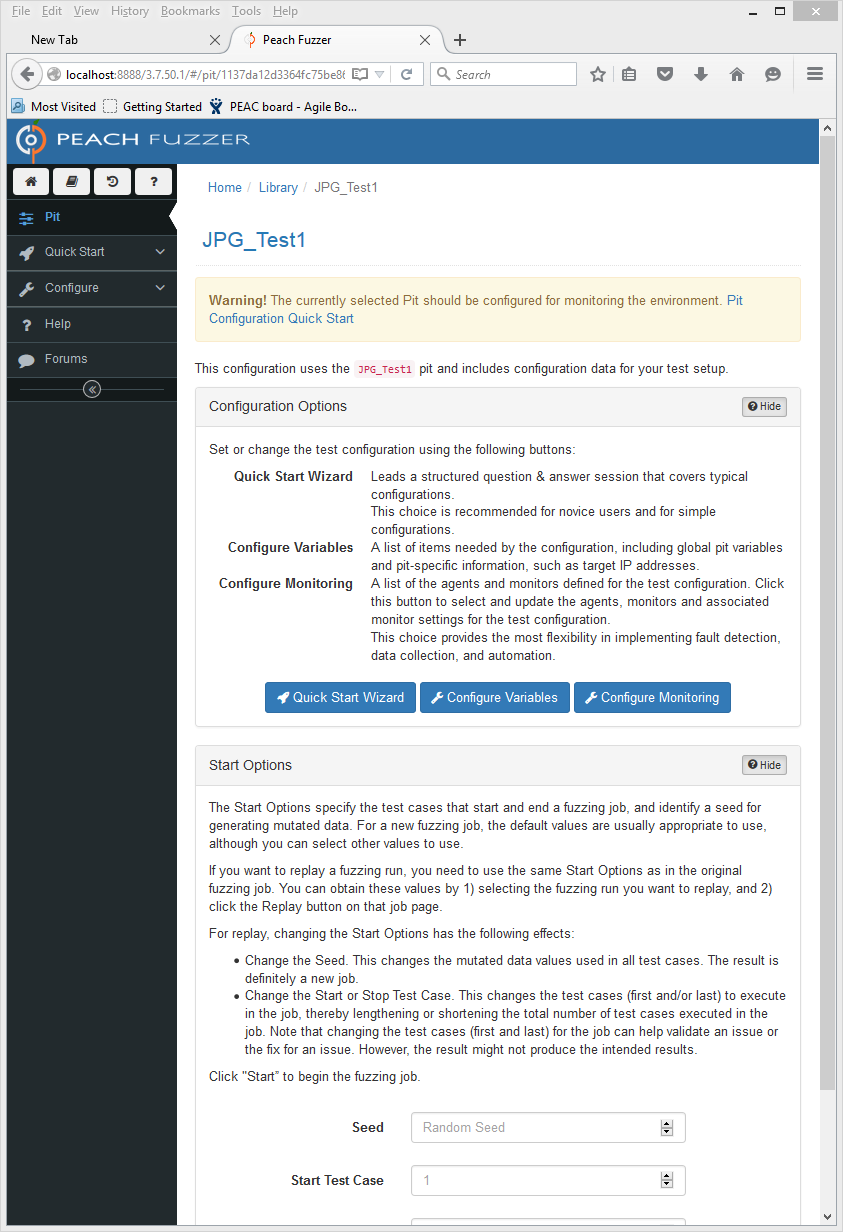 File Edit View History Bookmarks Tools Help
New Tab
Peach Fuzzer
localhost:8888/3.7.50.1/#/pit/1137da12d3364fc75be86
Search
Most Visited Getting Started PEAC board - Agile Bo...
PEACH FUZZER
Home / Library / JPG_Test1
Pit
Quick Start
Configure
Help
Forums
JPG_Test1
Warning! The currently selected Pit should be configured for monitoring the environment. Pit
Configuration Quick Start
This configuration uses the JPG_Test1 pit and includes configuration data for your test setup.
Configuration Options
Hide
Set or change the test configuration using the following buttons:
Quick Start Wizard Leads a structured question & answer session that covers typical
configurations.
This choice is recommended for novice users and for simple
configurations.
Configure Variables A list of items needed by the configuration, including global pit variables
and pit-specific information, such as target IP addresses.
Configure Monitoring A list of the agents and monitors defined for the test configuration. Click
this button to select and update the agents, monitors and associated
monitor settings for the test configuration.
This choice provides the most flexibility in implementing fault detection,
data collection, and automation.
Quick Start Wizard Configure Variables Configure Monitoring
Start Options
Hide
The Start Options specify the test cases that start and end a fuzzing job, and identify a seed for
generating mutated data. For a new fuzzing job, the default values are usually appropriate to use,
although you can select other values to use.
If you want to replay a fuzzing run, you need to use the same Start Options as in the original
fuzzing job. You can obtain these values by 1) selecting the fuzzing run you want to replay, and 2)
click the Replay button on that job page.
For replay, changing the Start Options has the following effects:
• Change the Seed. This changes the mutated data values used in all test cases. The result is
definitely a new job.
• Change the Start or Stop Test Case. This changes the test cases (first and/or last) to execute
in the job, thereby lengthening or shortening the total number of test cases executed in the
job. Note that changing the test cases (first and last) for the job can help validate an issue or
the fix for an issue. However, the result might not produce the intended results.
Click "Start" to begin the fuzzing job.
Seed Random Seed
Start Test Case 1